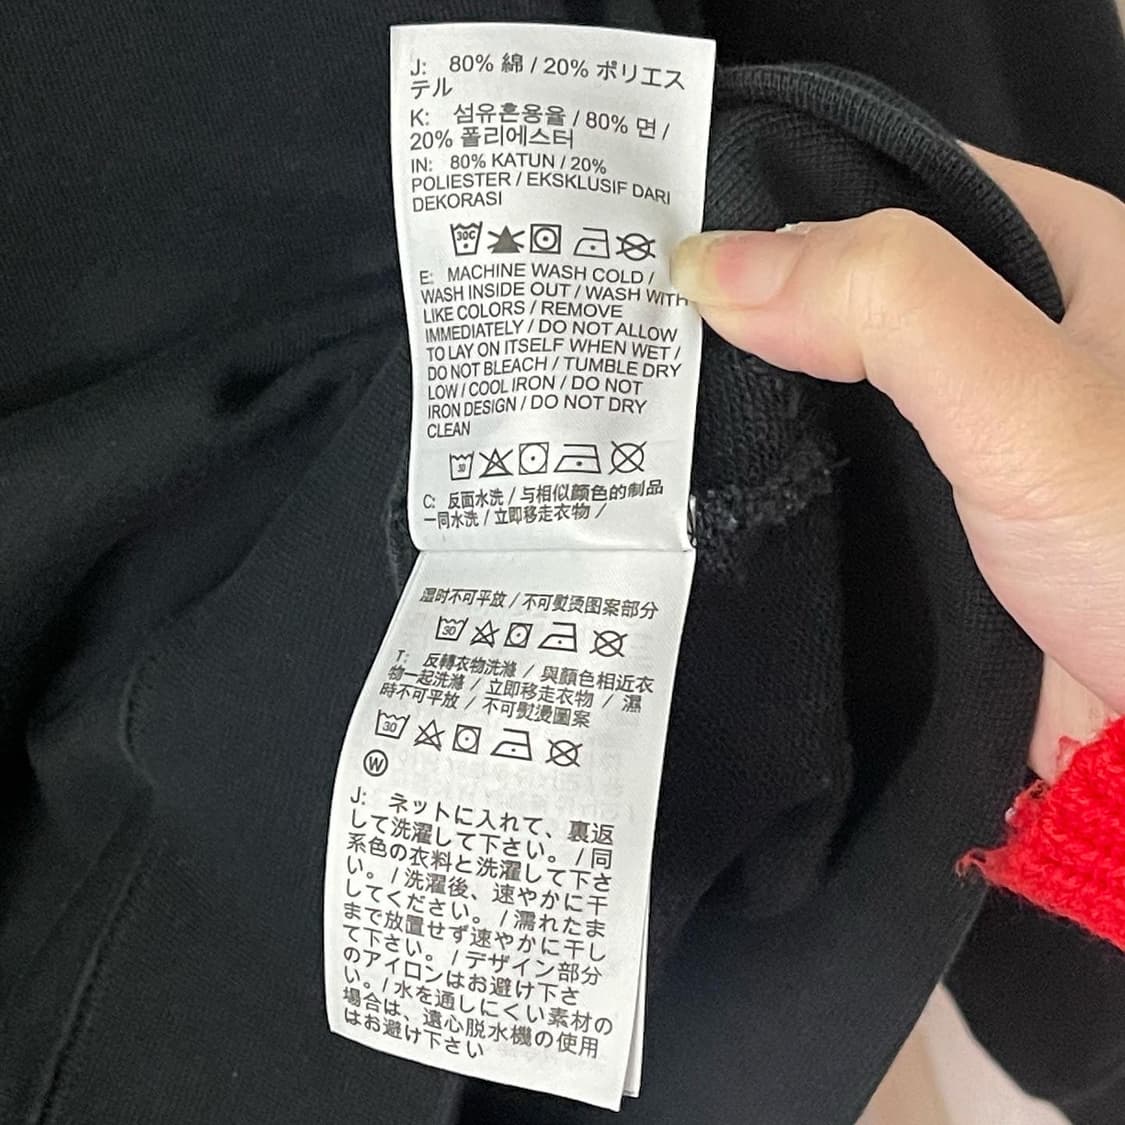 J: 80% 綿 / 20% ポリエス
テル
K: 섬유혼용율 / 80% 면 /
20% 폴리에스터
IN: 80% KATUN / 20%
POLIESTER / EKSKLUSIF DARI
DEKORASI
30C
E: MACHINE WASH COLD /
WASH INSIDE OUT / WASH WITH
LIKE COLORS / REMOVE
IMMEDIATELY / DO NOT ALLOW
TO LAY ON ITSELF WHEN WET /
DO NOT BLEACH / TUMBLE DRY
LOW / COOL IRON / DO NOT
IRON DESIGN / DO NOT DRY
CLEAN
30
C: 反面水洗 / 与相似颜色的制品
一同水洗 / 立即移走衣物 /
湿时不可平放 / 不可熨烫图案部分
30
T: 反轉衣物洗滌 / 與顏色相近衣
物一起洗滌 / 立即移走衣物 / 濕
時不可平放 / 不可熨燙圖案
30
W
J: ネットに入れて、裏返
して洗濯して下さい。 / 同
系色の衣料と洗濯して下さ
い。 / 洗濯後、速やかに干
してください。 / 濡れたま
まで放置せず速やかに干し
て下さい。 / デザイン部分
のアイロンはお避け下さ
い。 / 水を通しにくい素材の
場合は、遠心脱水機の使用
はお避け下さい